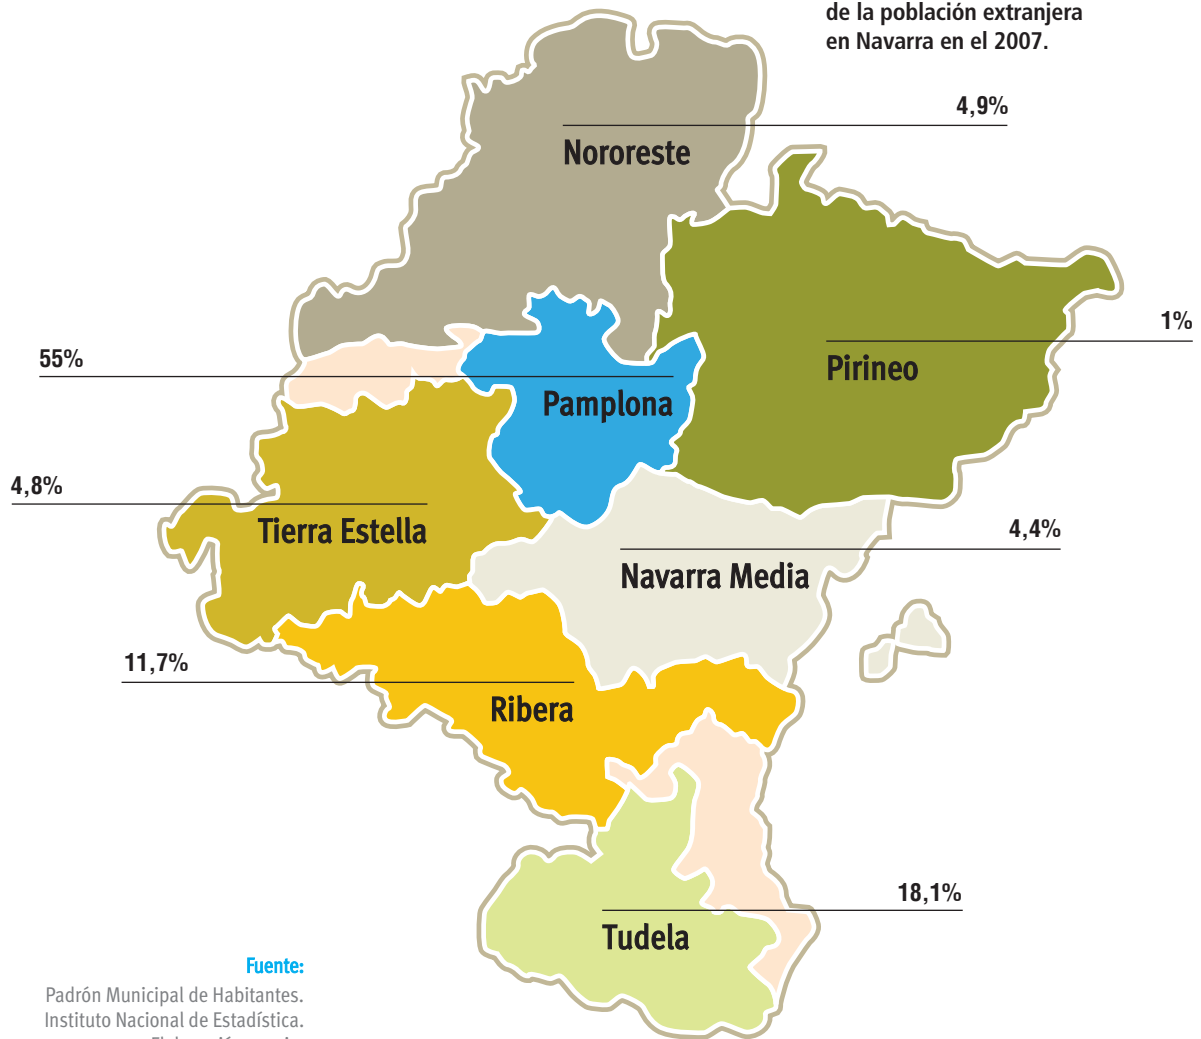 de la población extranjera
en Navarra en el 2007.
4,9%
Nororeste
1%
Pirineo
55%
Pamplona
4,8%
Tierra Estella
4,4%
Navarra Media
11,7%
Ribera
18,1%
Tudela
Fuente:
Padrón Municipal de Habitantes.
Instituto Nacional de Estadística.